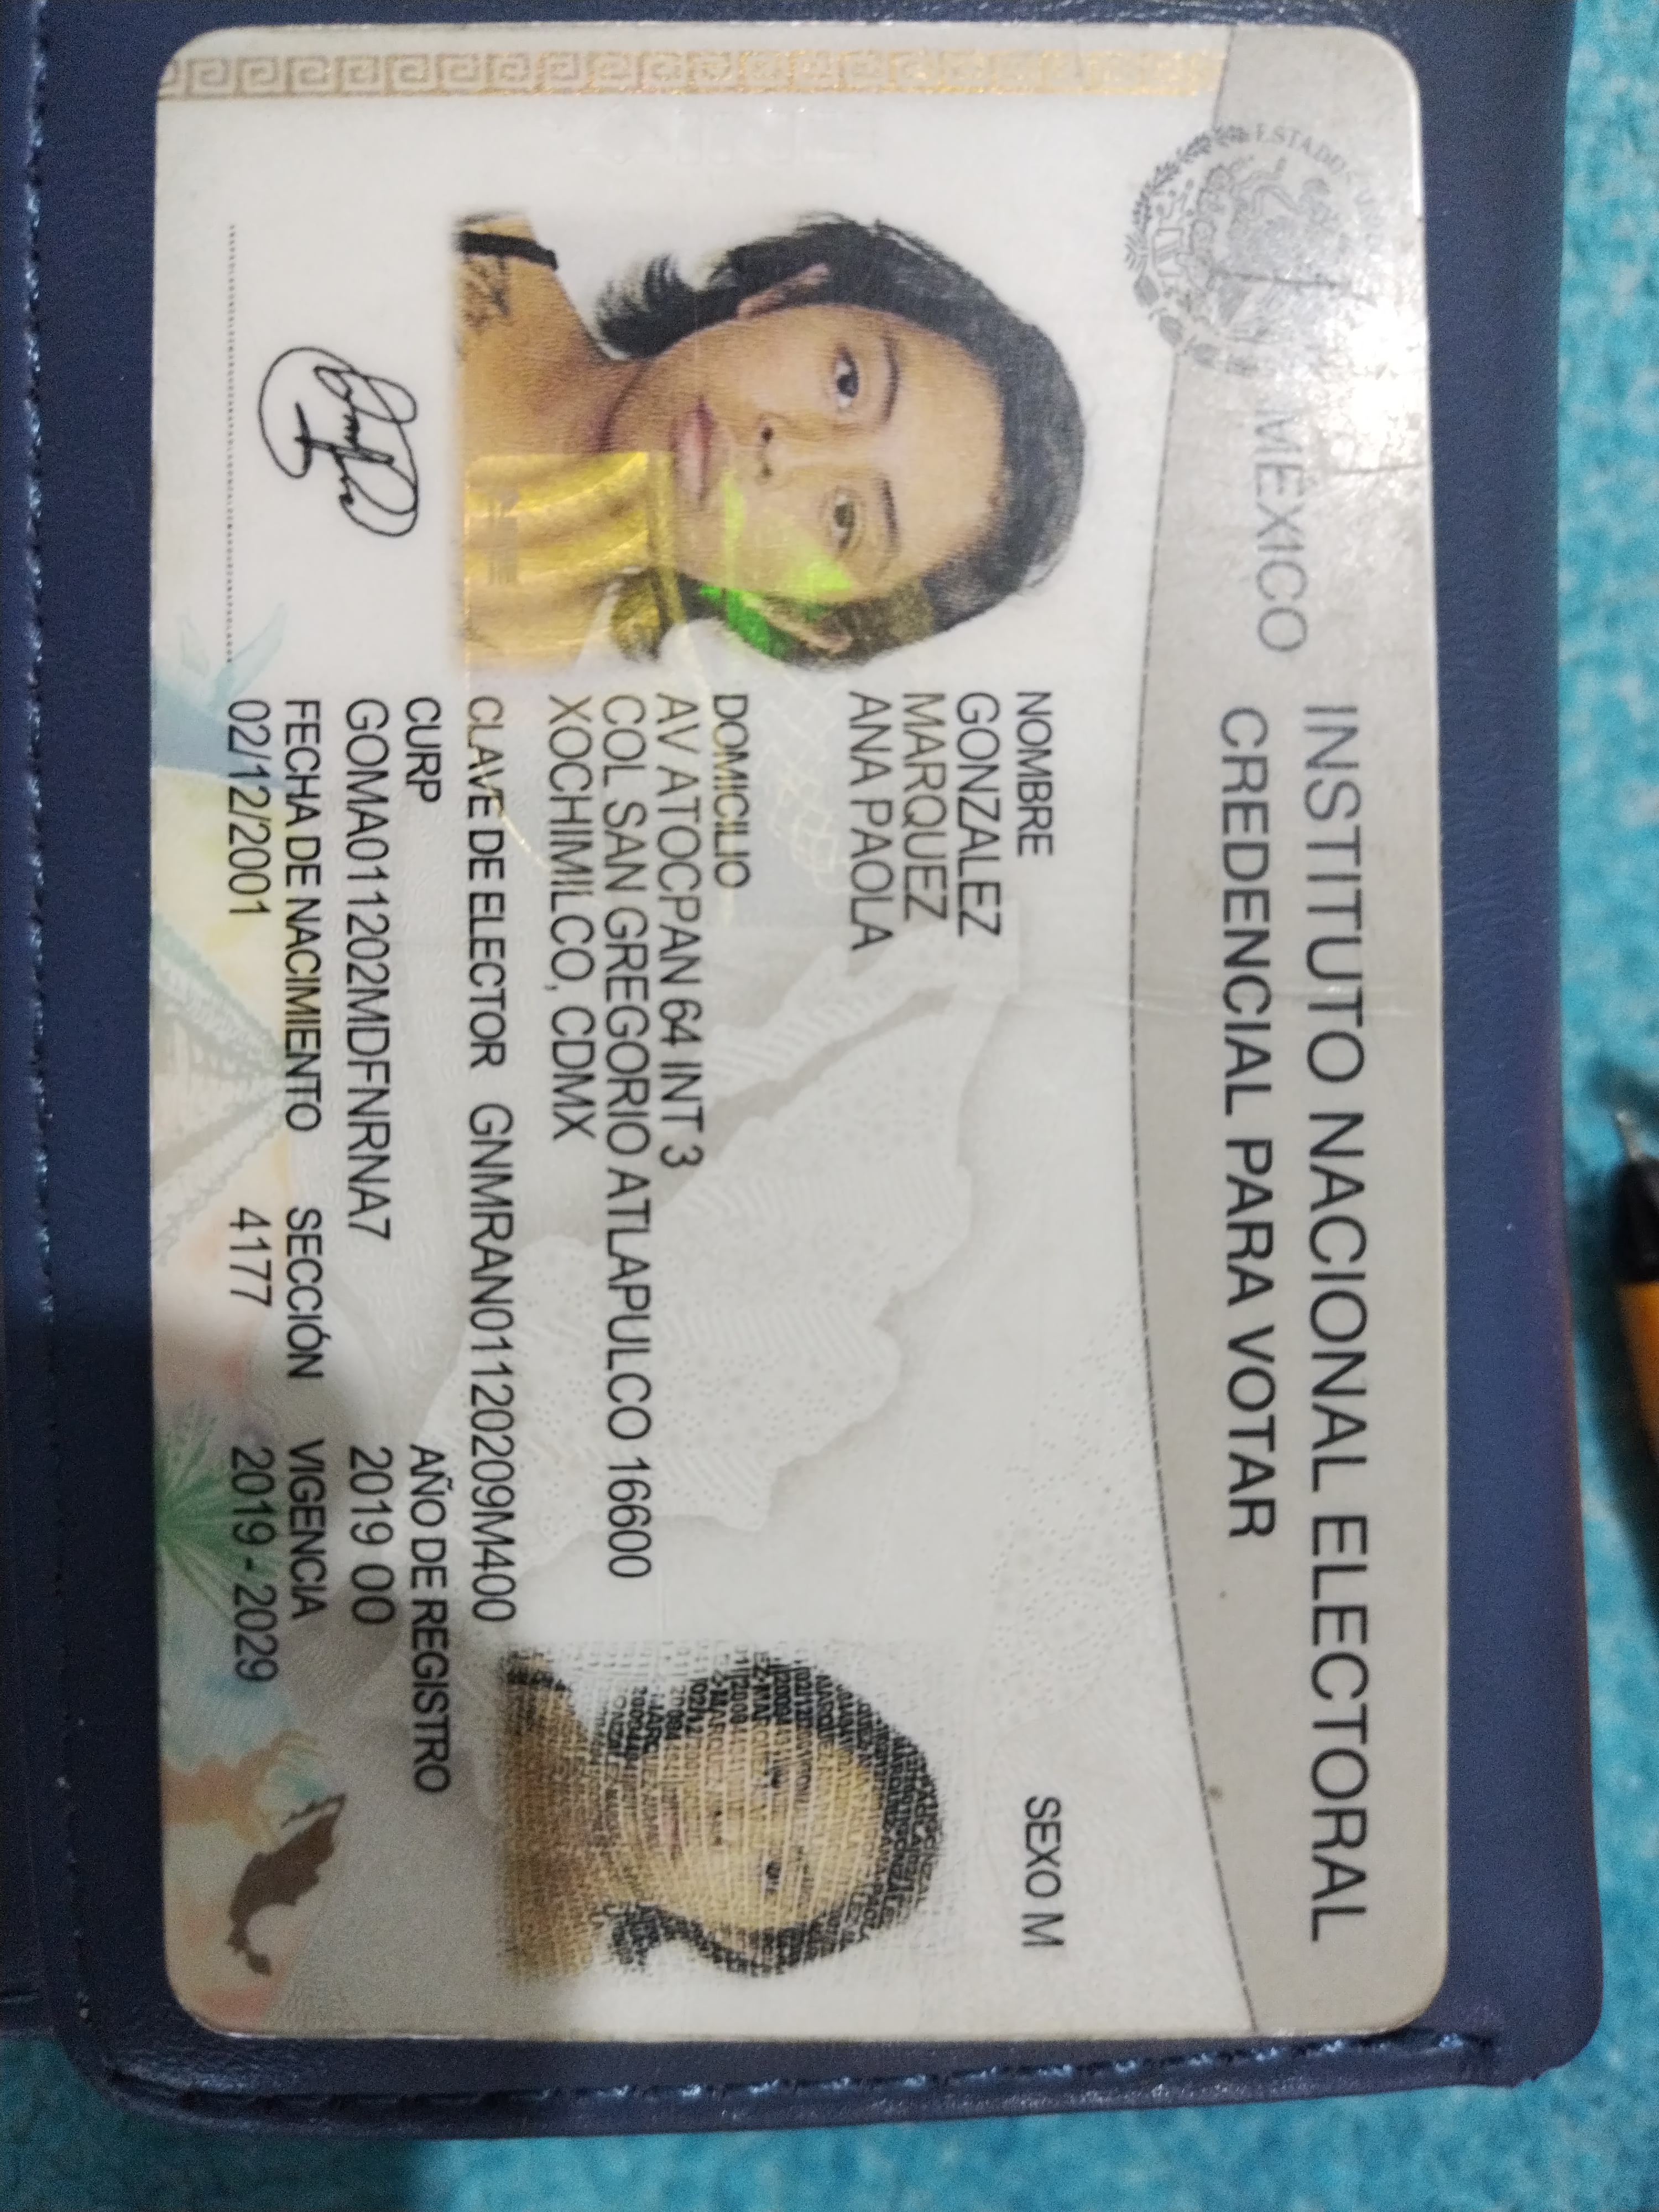 ESTADOS
MÉXICO
INSTITUTO NACIONAL ELECTORAL
CREDENCIAL PARA VOTAR
NOMBRE
GONZALEZ
MARQUEZ
ANA PAOLA
SEXO M
DOMICILIO
AV ATOCPAN 64 INT 3
COL SAN GREGORIO ATLAPULCO 16600
XOCHIMILCO, CDMX
CLAVE DE ELECTOR GNMRAN01120209M400
CURP
GOMA011202MDFNRNA7
AÑO DE REGISTRO
2019 00
FECHA DE NACIMIENTO
02/12/2001
SECCIÓN
4177
VIGENCIA
2019 - 2029